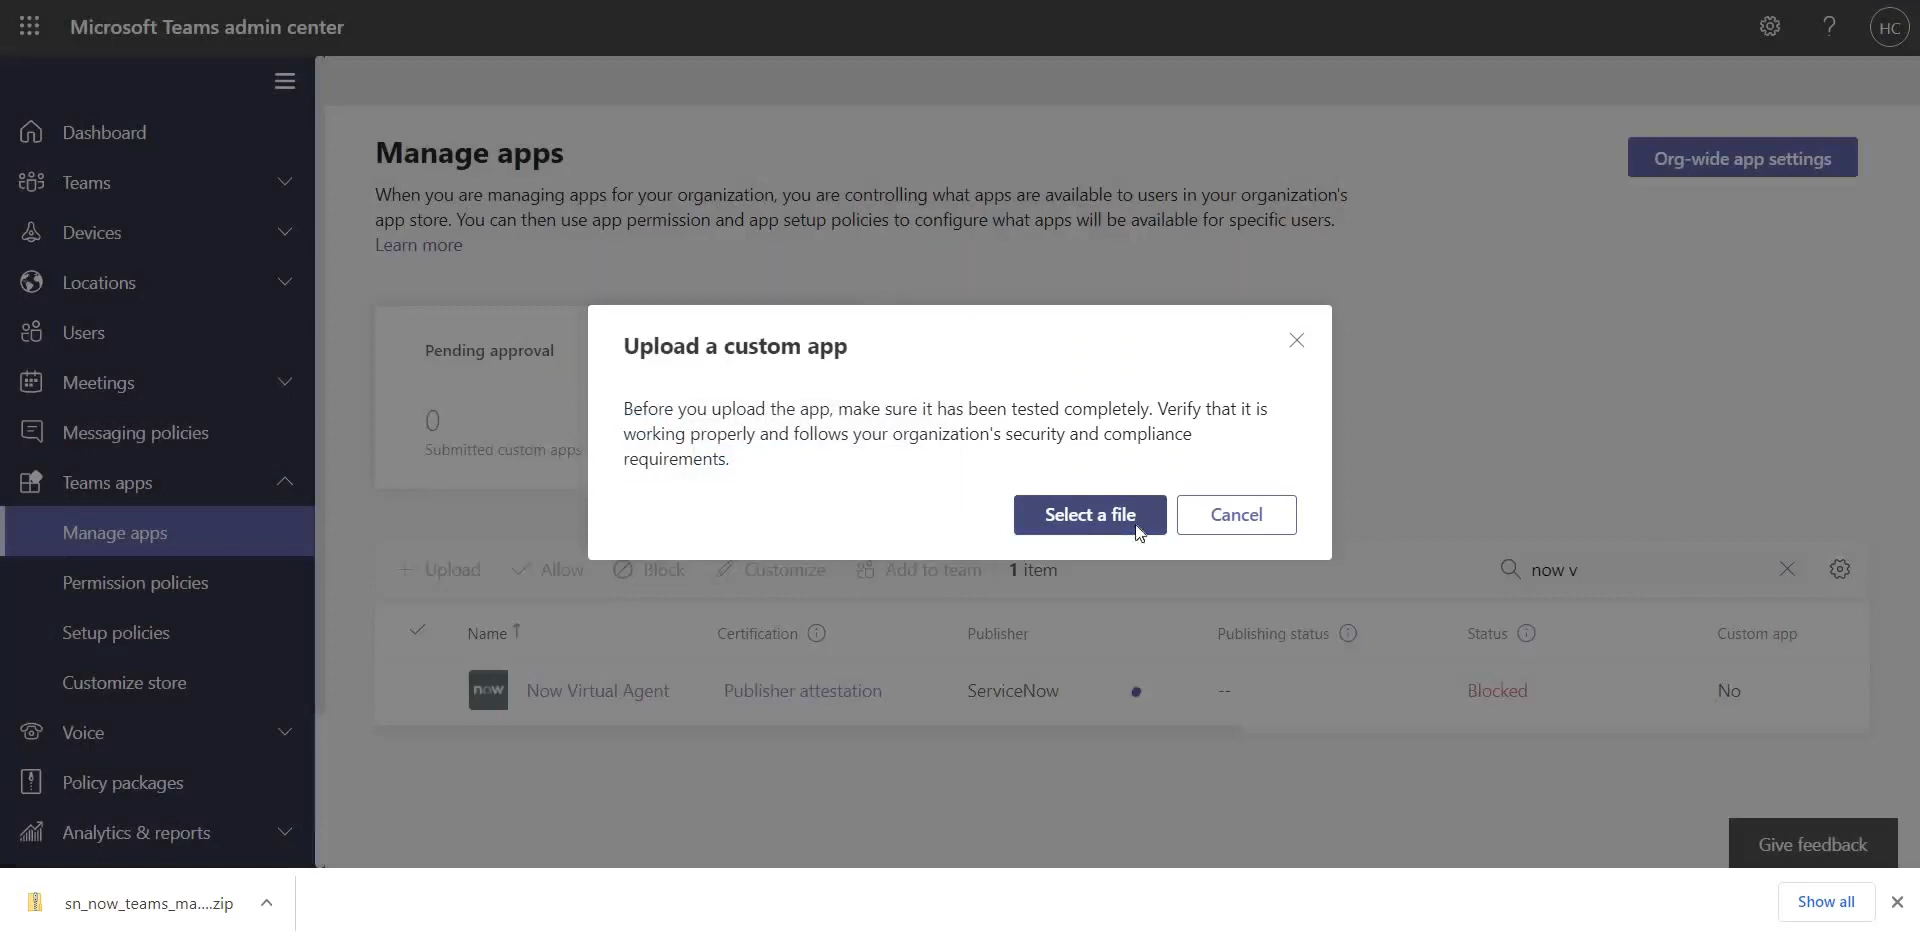 Microsoft Teams admin center
?
HC
Dashboard
Teams
Devices
Locations
Users
Meetings
Messaging policies
Teams apps
Manage apps
Permission policies
Setup policies
Customize store
Voice
Policy packages
Analytics & reports
Manage apps
Org-wide app settings
When you are managing apps for your organization, you are controlling what apps are available to users in your organization's
app store. You can then use app permission and app setup policies to configure what apps will be available for specific users.
Learn more
Pending approval
0
Submitted custom apps
Upload a custom app
Before you upload the app, make sure it has been tested completely. Verify that it is
working properly and follows your organization's security and compliance
requirements.
Select a file
Cancel
+ Upload
Allow
Block
Customize
Add to team
1 item
now v
Name ↑
Certification
Publisher
Publishing status
Status
Custom app
now
Now Virtual Agent
Publisher attestation
ServiceNow
--
Blocked
No
Give feedback
sn_now_teams_ma....zip
Show all